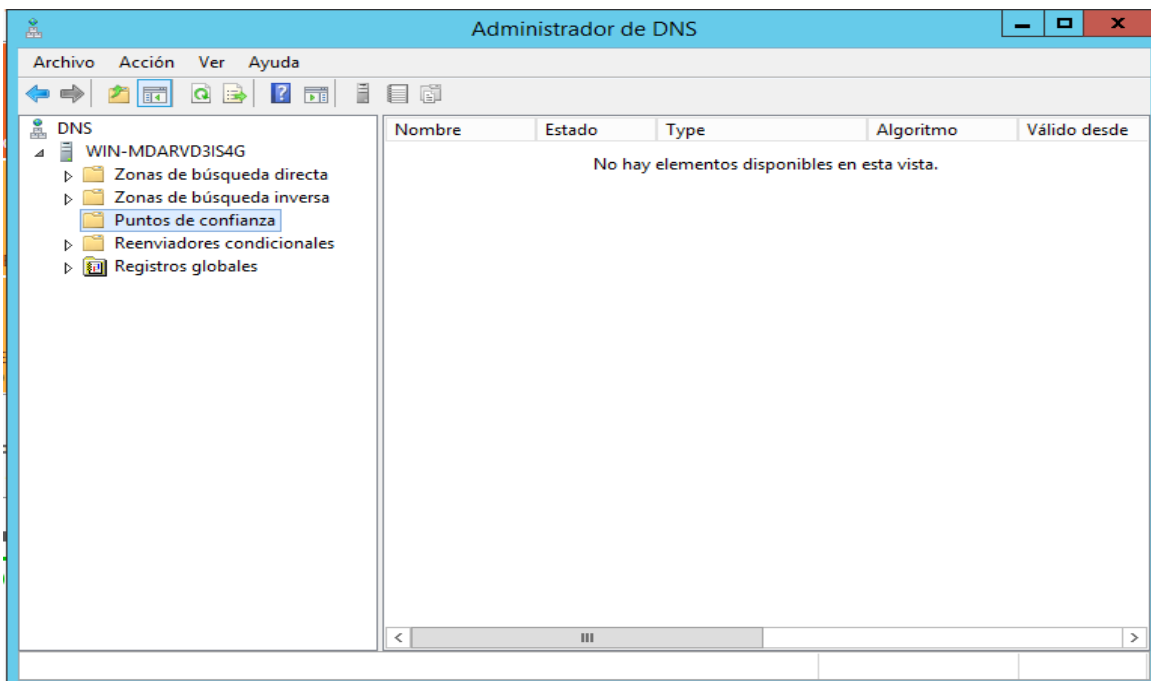 Administrador de DNS
Archivo Acción Ver Ayuda
DNS
WIN-MDARVD3IS4G
Zonas de búsqueda directa
Zonas de búsqueda inversa
Puntos de confianza
Reenviadores condicionales
Registros globales
Nombre Estado Type Algoritmo Válido desde
No hay elementos disponibles en esta vista.